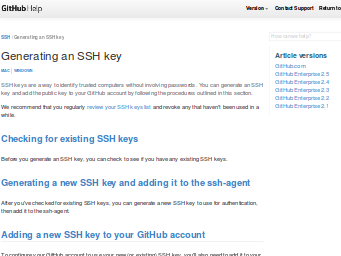 GitHub Help
Version Contact Support Return to
SSH / Generating an SSH key
Generating an SSH key
MAC | WINDOWS
SSH keys are a way to identify trusted computers without involving passwords. You can generate an SSH
key and add the public key to your GitHub account by following the procedures outlined in this section.
We recommend that you regularly review your SSH keys list and revoke any that haven't been used in a
while.
Checking for existing SSH keys
Before you generate an SSH key, you can check to see if you have any existing SSH keys.
Generating a new SSH key and adding it to the ssh-agent
After you've checked for existing SSH keys, you can generate a new SSH key to use for authentication,
then add it to the ssh-agent.
Adding a new SSH key to your GitHub account
To configure your GitHub account to use your new (or existing) SSH key, you'll also need to add it to your
How can we help?
Article versions
GitHub.com
GitHub Enterprise 2.5
GitHub Enterprise 2.4
GitHub Enterprise 2.3
GitHub Enterprise 2.2
GitHub Enterprise 2.1